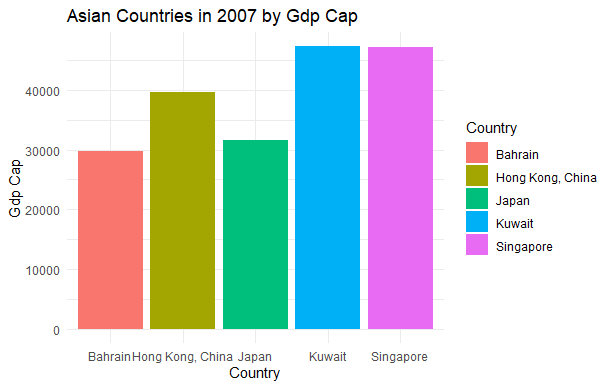 Asian Countries in 2007 by Gdp Cap
Gdp Cap
40000
30000
20000
10000
0
Bahrain Hong Kong, China Japan Kuwait Singapore
Country
Country
Bahrain
Hong Kong, China
Japan
Kuwait
Singapore